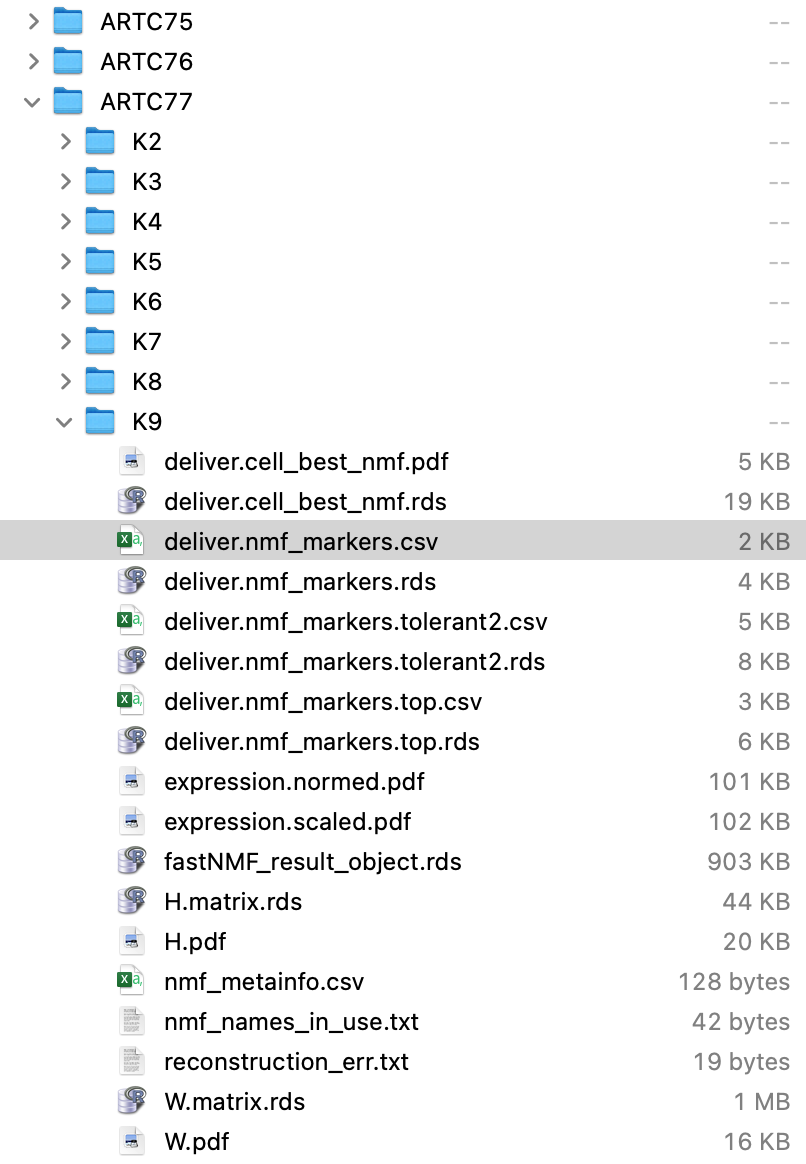 ARTC75 --
ARTC76 --
ARTC77 --
K2 --
K3 --
K4 --
K5 --
K6 --
K7 --
K8 --
K9 --
deliver.cell_best_nmf.pdf 5 KB
deliver.cell_best_nmf.rds 19 KB
deliver.nmf_markers.csv 2 KB
deliver.nmf_markers.rds 4 KB
deliver.nmf_markers.tolerant2.csv 5 KB
deliver.nmf_markers.tolerant2.rds 8 KB
deliver.nmf_markers.top.csv 3 KB
deliver.nmf_markers.top.rds 6 KB
expression.normed.pdf 101 KB
expression.scaled.pdf 102 KB
fastNMF_result_object.rds 903 KB
H.matrix.rds 44 KB
H.pdf 20 KB
nmf_metainfo.csv 128 bytes
nmf_names_in_use.txt 42 bytes
reconstruction_err.txt 19 bytes
W.matrix.rds 1 MB
W.pdf 16 KB